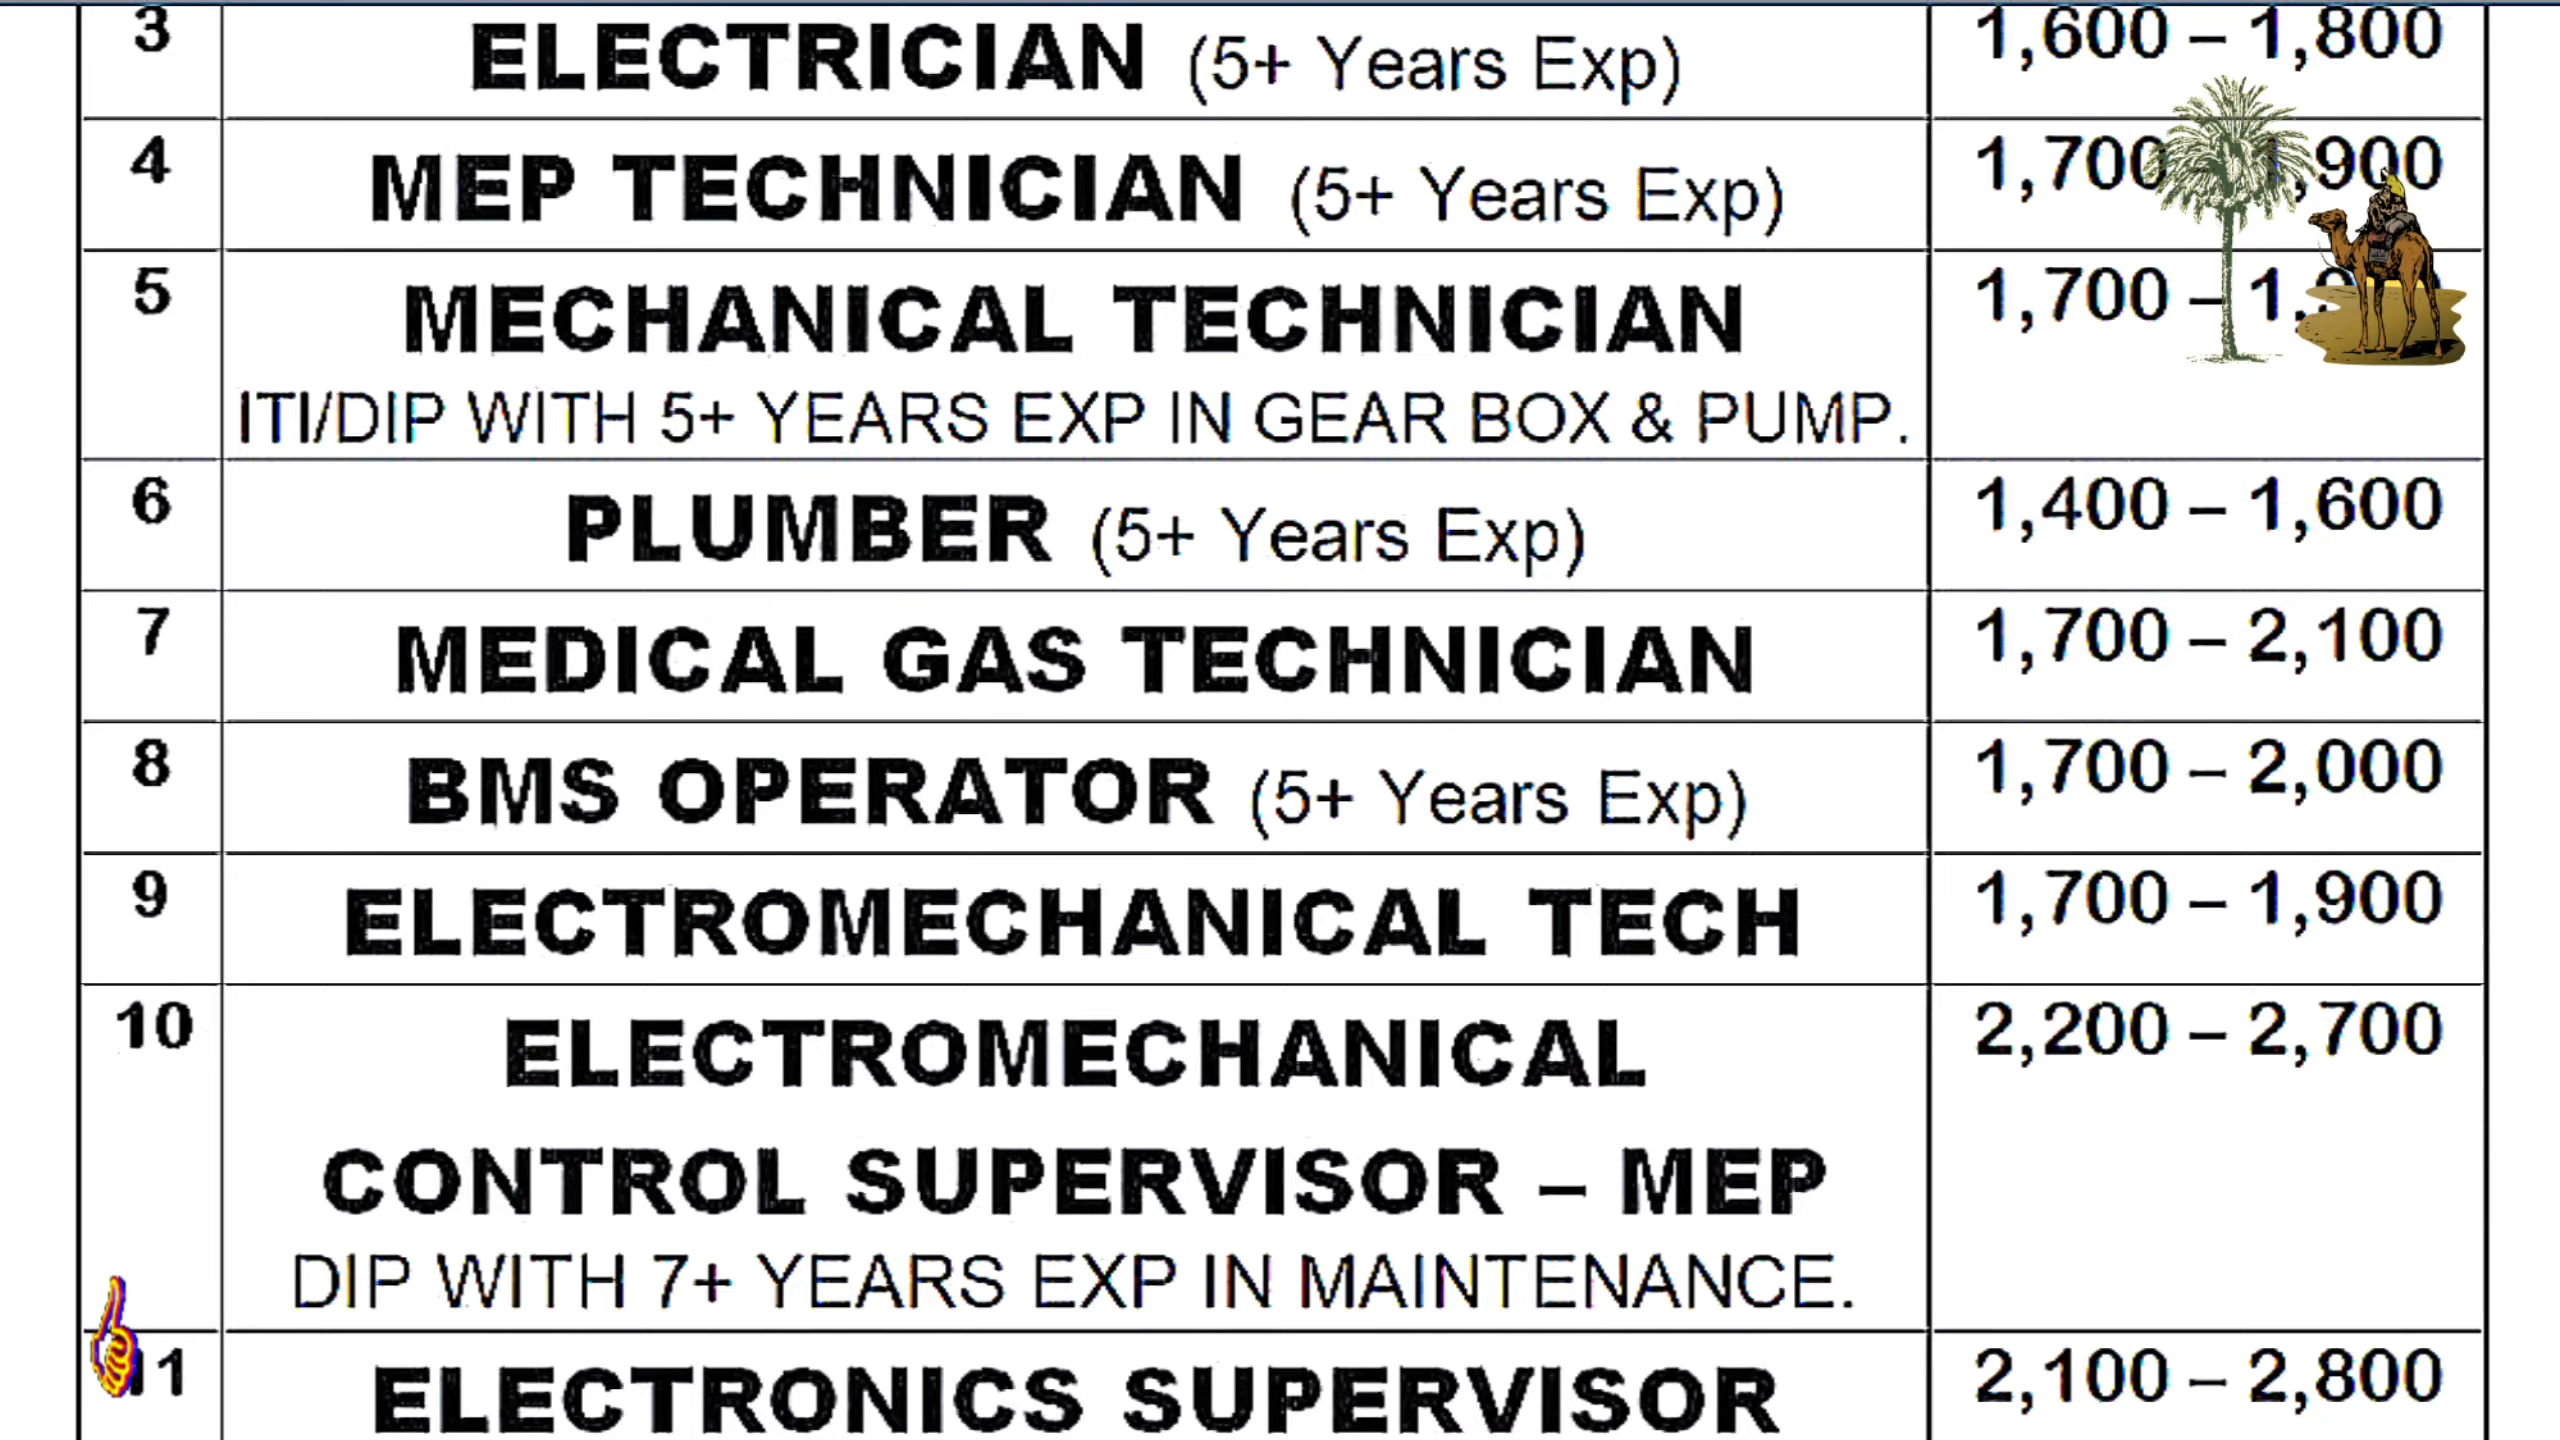 3 ELECTRICIAN (5+ Years Exp) 1,600 – 1,800
4 MEP TECHNICIAN (5+ Years Exp) 1,700 ,900
5 MECHANICAL TECHNICIAN 1,700 – 1,
ITI/DIP WITH 5+ YEARS EXP IN GEAR BOX & PUMP.
6 PLUMBER (5+ Years Exp) 1,400 – 1,600
7 MEDICAL GAS TECHNICIAN 1,700 – 2,100
8 BMS OPERATOR (5+ Years Exp) 1,700 – 2,000
9 ELECTROMECHANICAL TECH 1,700 – 1,900
10 ELECTROMECHANICAL 2,200 – 2,700
CONTROL SUPERVISOR – MEP
DIP WITH 7+ YEARS EXP IN MAINTENANCE.
11 ELECTRONICS SUPERVISOR 2,100 – 2,800